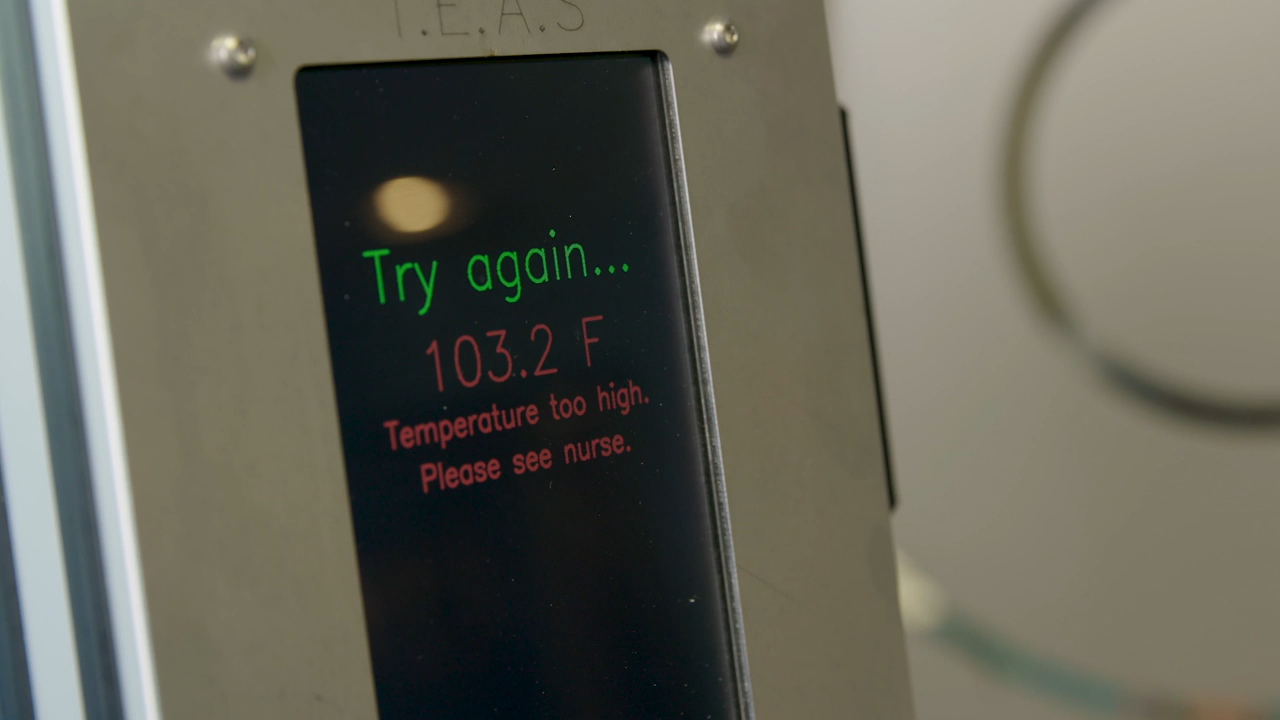 T.E.A.S
Try again...
103.2 F
Temperature too high.
Please see nurse.